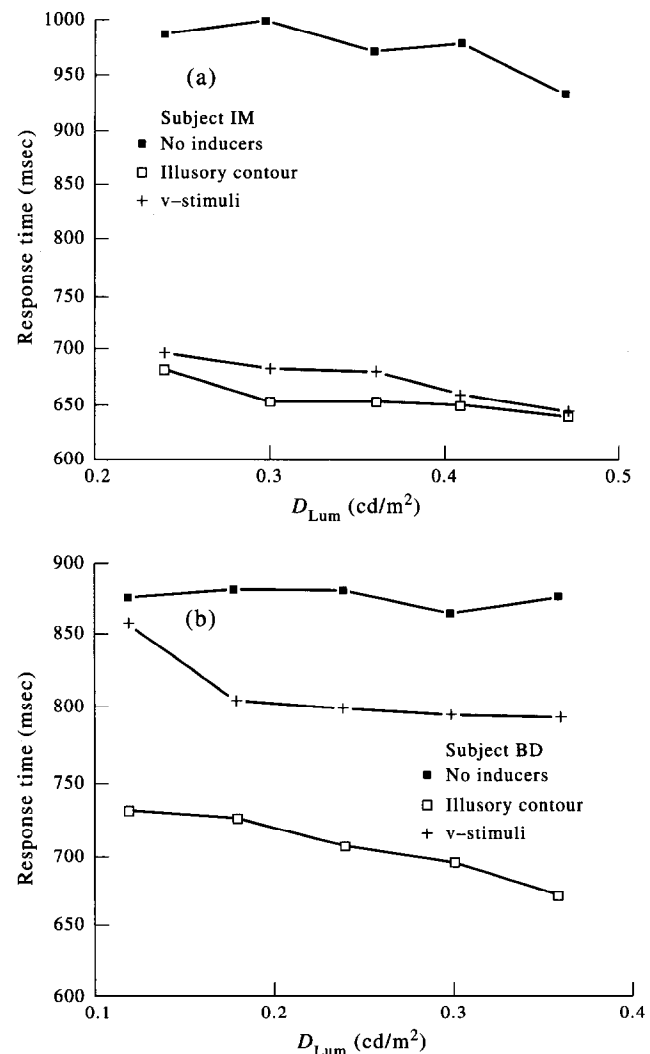 1000
950
900
850
800
750
700
650
600
Response time (msec)
(a)
Subject IM
No inducers
Illusory contour
v-stimuli
0.2 0.3 0.4 0.5
D_Lum (cd/m²)
900
850
800
750
700
650
600
Response time (msec)
(b)
Subject BD
No inducers
Illusory contour
v-stimuli
0.1 0.2 0.3 0.4
D_Lum (cd/m²)